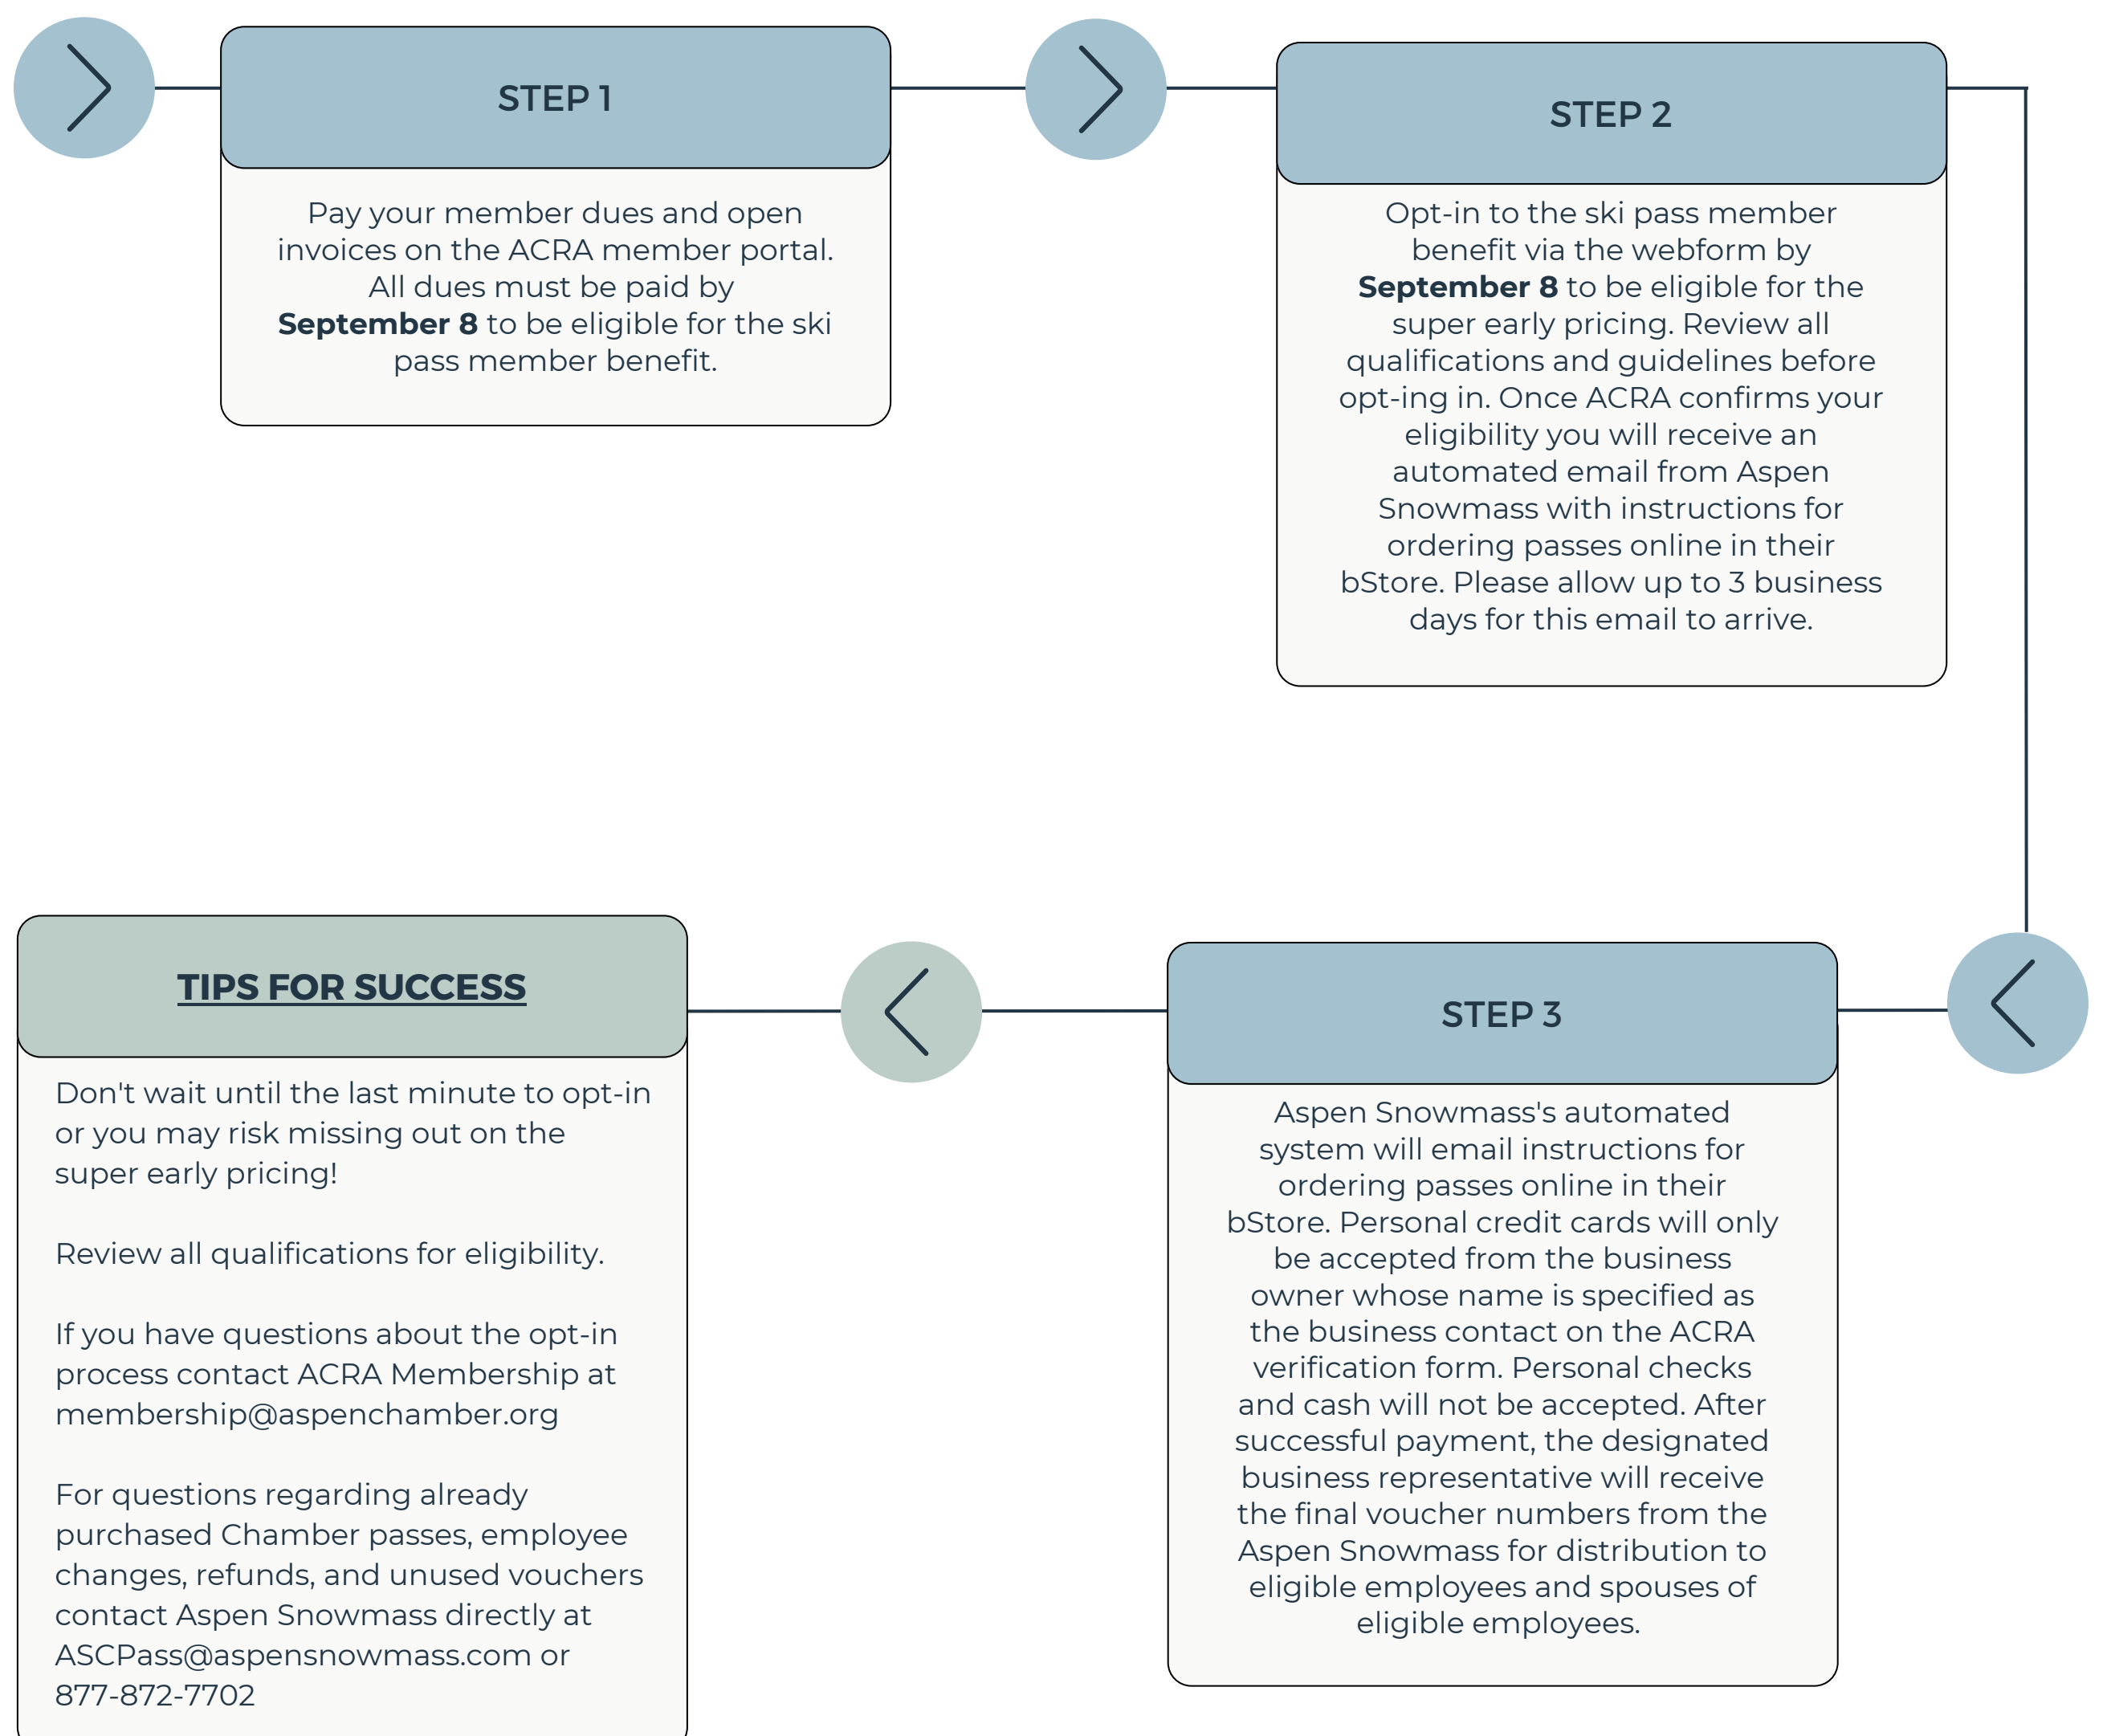 STEP 1
Pay your member dues and open
invoices on the ACRA member portal.
All dues must be paid by
September 8 to be eligible for the ski
pass member benefit.
STEP 2
Opt-in to the ski pass member
benefit via the webform by
September 8 to be eligible for the
super early pricing. Review all
qualifications and guidelines before
opt-ing in. Once ACRA confirms your
eligibility you will receive an
automated email from Aspen
Snowmass with instructions for
ordering passes online in their
bStore. Please allow up to 3 business
days for this email to arrive.
STEP 3
Aspen Snowmass's automated
system will email instructions for
ordering passes online in their
bStore. Personal credit cards will only
be accepted from the business
owner whose name is specified as
the business contact on the ACRA
verification form. Personal checks
and cash will not be accepted. After
successful payment, the designated
business representative will receive
the final voucher numbers from the
Aspen Snowmass for distribution to
eligible employees and spouses of
eligible employees.
TIPS FOR SUCCESS
Don't wait until the last minute to opt-in
or you may risk missing out on the
super early pricing!
Review all qualifications for eligibility.
If you have questions about the opt-in
process contact ACRA Membership at
membership@aspenchamber.org
For questions regarding already
purchased Chamber passes, employee
changes, refunds, and unused vouchers
contact Aspen Snowmass directly at
ASCPass@aspensnowmass.com or
877-872-7702